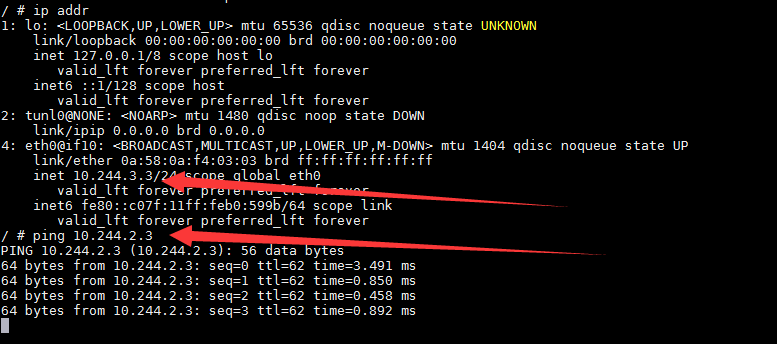 / # ip addr
1: lo: <LOOPBACK,UP,LOWER_UP> mtu 65536 qdisc noqueue state UNKNOWN
    link/loopback 00:00:00:00:00:00 brd 00:00:00:00:00:00
    inet 127.0.0.1/8 scope host lo
       valid_lft forever preferred_lft forever
    inet6 ::1/128 scope host
       valid_lft forever preferred_lft forever
2: tunl0@NONE: <NOARP> mtu 1480 qdisc noop state DOWN
    link/ipip 0.0.0.0 brd 0.0.0.0
4: eth0@if10: <BROADCAST,MULTICAST,UP,LOWER_UP,M-DOWN> mtu 1404 qdisc noqueue state UP
    link/ether 0a:58:0a:f4:03:03 brd ff:ff:ff:ff:ff:ff
    inet 10.244.3.3/24 scope global eth0
       valid_lft forever preferred_lft forever
    inet6 fe80::c07f:11ff:feb0:599b/64 scope link
       valid_lft forever preferred_lft forever
/ # ping 10.244.2.3
PING 10.244.2.3 (10.244.2.3): 56 data bytes
64 bytes from 10.244.2.3: seq=0 ttl=62 time=3.491 ms
64 bytes from 10.244.2.3: seq=1 ttl=62 time=0.850 ms
64 bytes from 10.244.2.3: seq=2 ttl=62 time=0.458 ms
64 bytes from 10.244.2.3: seq=3 ttl=62 time=0.892 ms